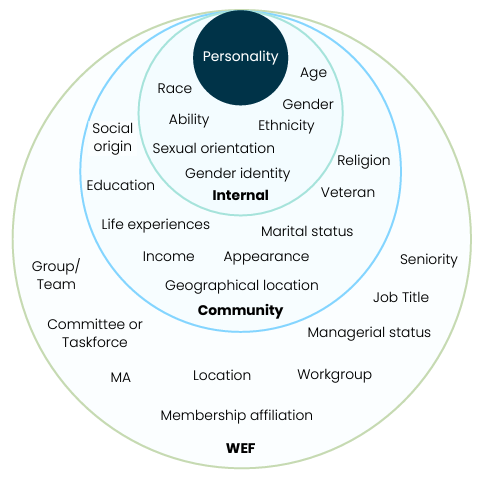 Personality
Age
Race
Gender
Ability
Ethnicity
Social
origin
Sexual orientation
Religion
Gender identity
Education
Veteran
Internal
Life experiences
Marital status
Income
Appearance
Seniority
Group/
Team
Geographical location
Job Title
Community
Committee or
Taskforce
Managerial status
MA
Location
Workgroup
Membership affiliation
WEF